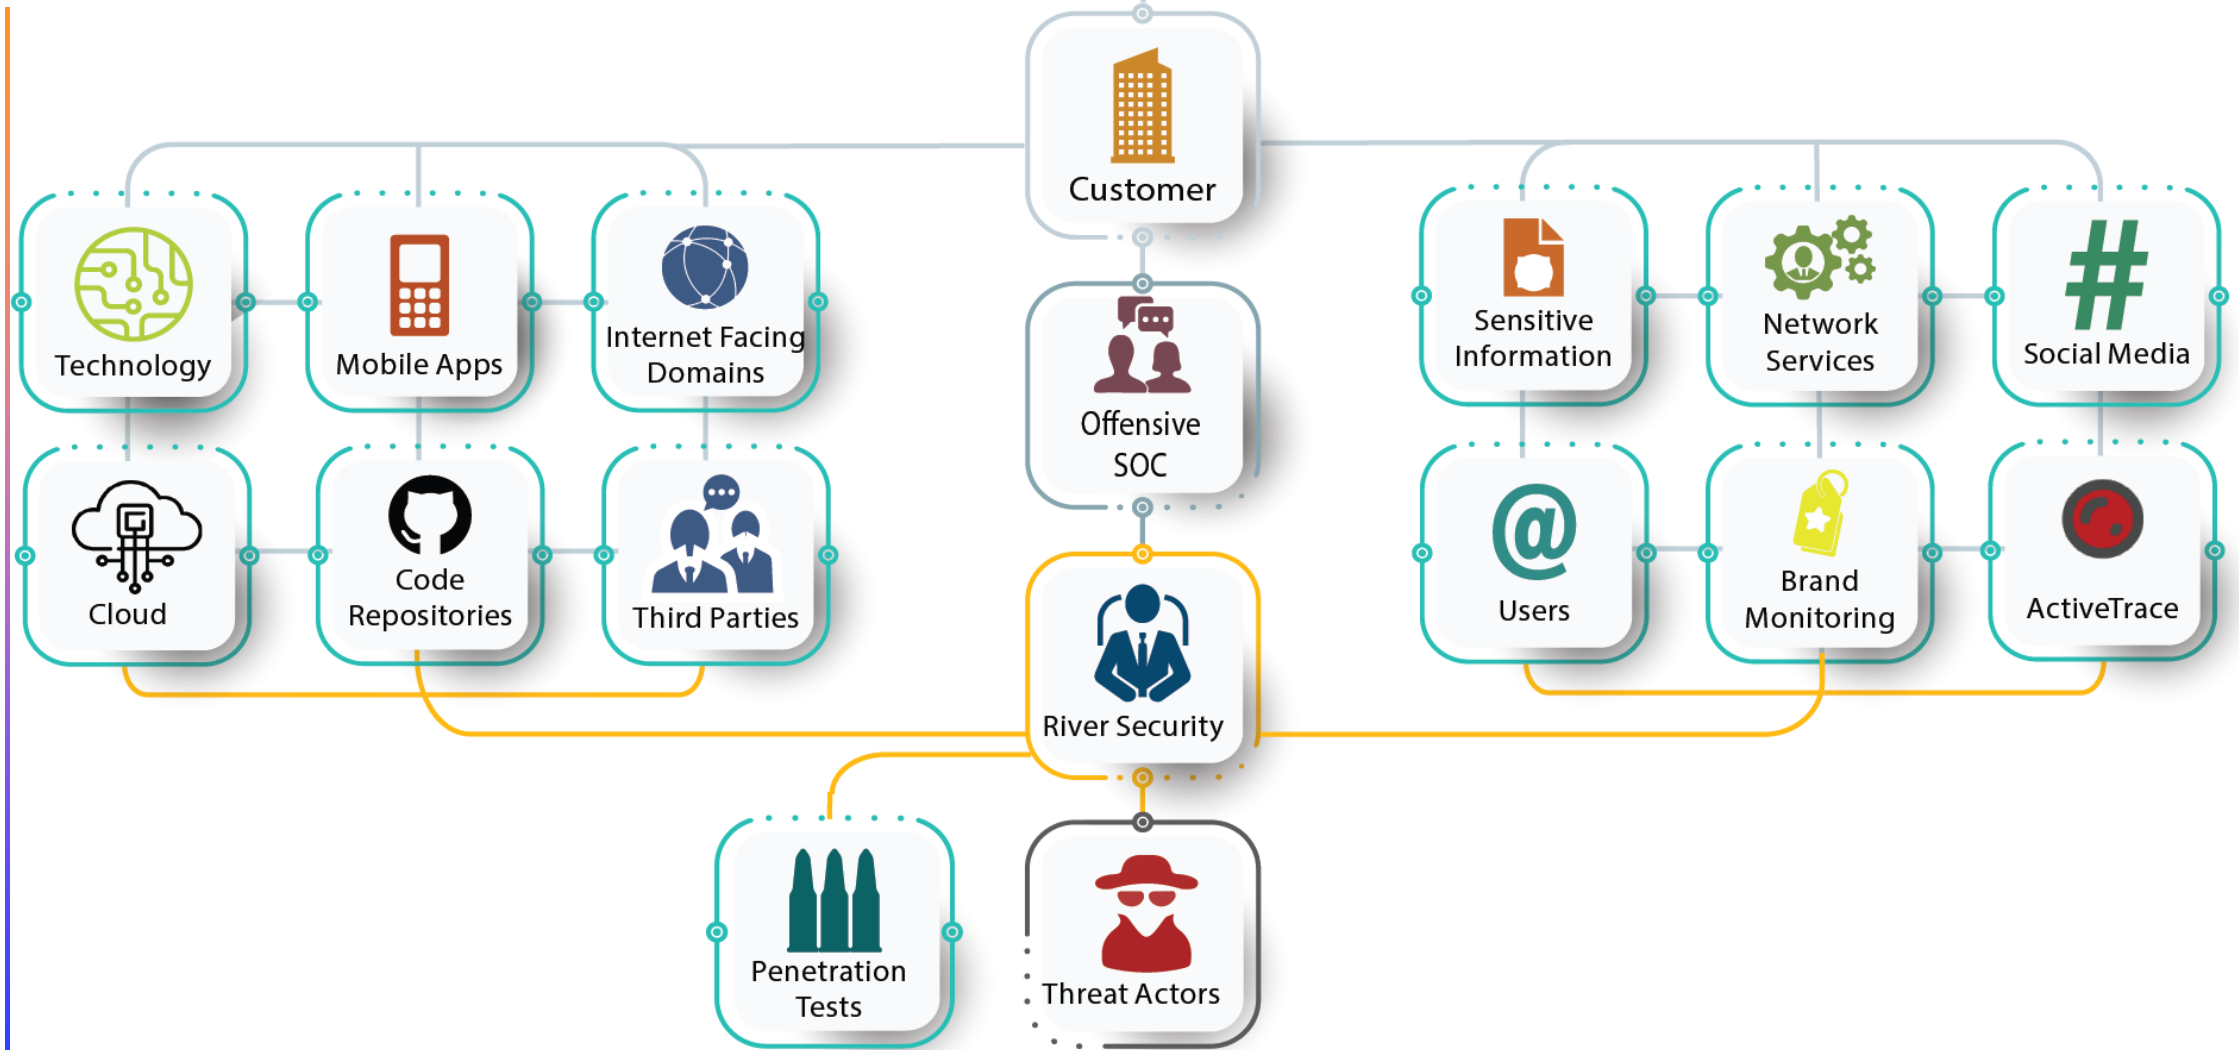 Customer
Technology
Mobile Apps
Internet Facing
Domains
Offensive
SOC
Sensitive
Information
Network
Services
Social Media
Cloud
Code
Repositories
Third Parties
River Security
@
Users
Brand
Monitoring
ActiveTrace
Penetration
Tests
Threat Actors